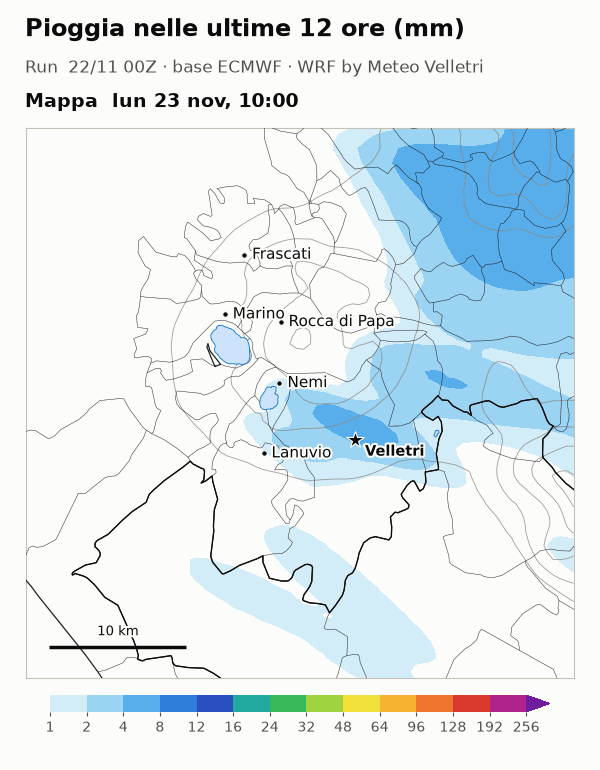 Pioggia nelle ultime 12 ore (mm)
Run  22/11 00Z · base ECMWF · WRF by Meteo Velletri
Mappa  lun 23 nov, 10:00
Frascati
Marino
Rocca di Papa
Nemi
Velletri
Lanuvio
10 km
1 2 4 8 12 16 24 32 40 48 64 96 128 192 256